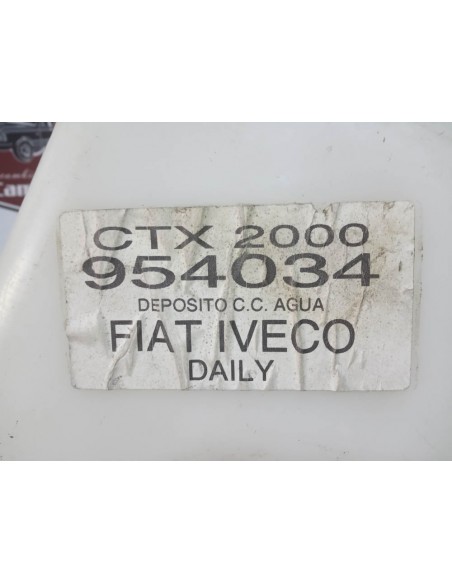 CTX 2000
954034
DEPOSITO C.C. AGUA
FIAT IVECO
DAILY